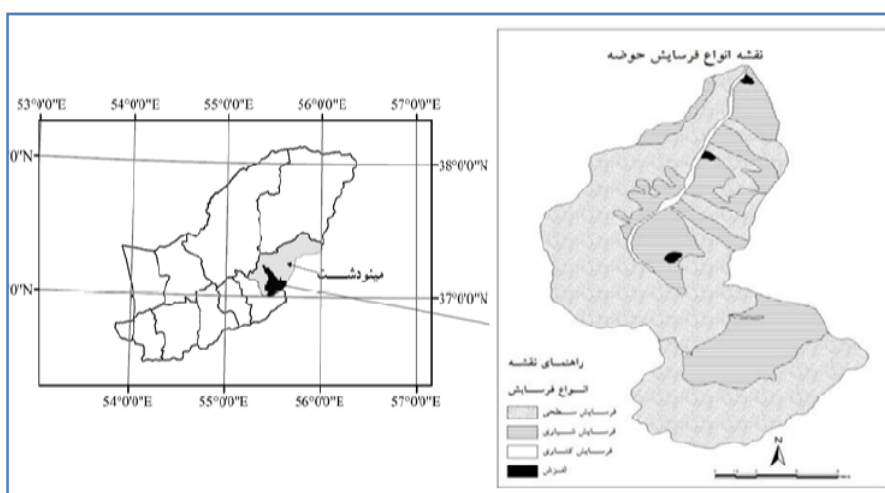 نقشه انواع فرسایش حوضه
53°0'0"E 54°0'0"E 55°0'0"E 56°0'0"E 57°0'0"E
0"N
38°0'0"N
مینودشت
0"N
37°0'0"N
54°0'0"E 55°0'0"E 56°0'0"E 57°0'0"E
راهنمای نقشه
انواع فرسایش
فرسایش سطحی
فرسایش شیاری
فرسایش کناری
لغزش
N